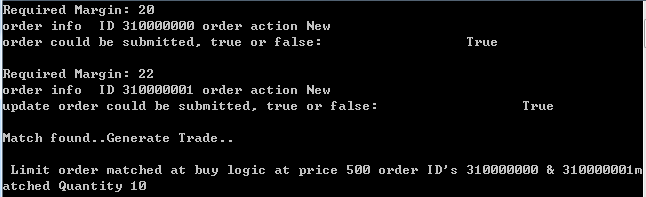 Required Margin: 20
order info  ID 310000000 order action New
order could be submitted, true or false:                  True
Required Margin: 22
order info  ID 310000001 order action New
update order could be submitted, true or false:                  True
Match found..Generate Trade..
 Limit order matched at buy logic at price 500 order ID's 310000000 & 310000001m
atched Quantity 10